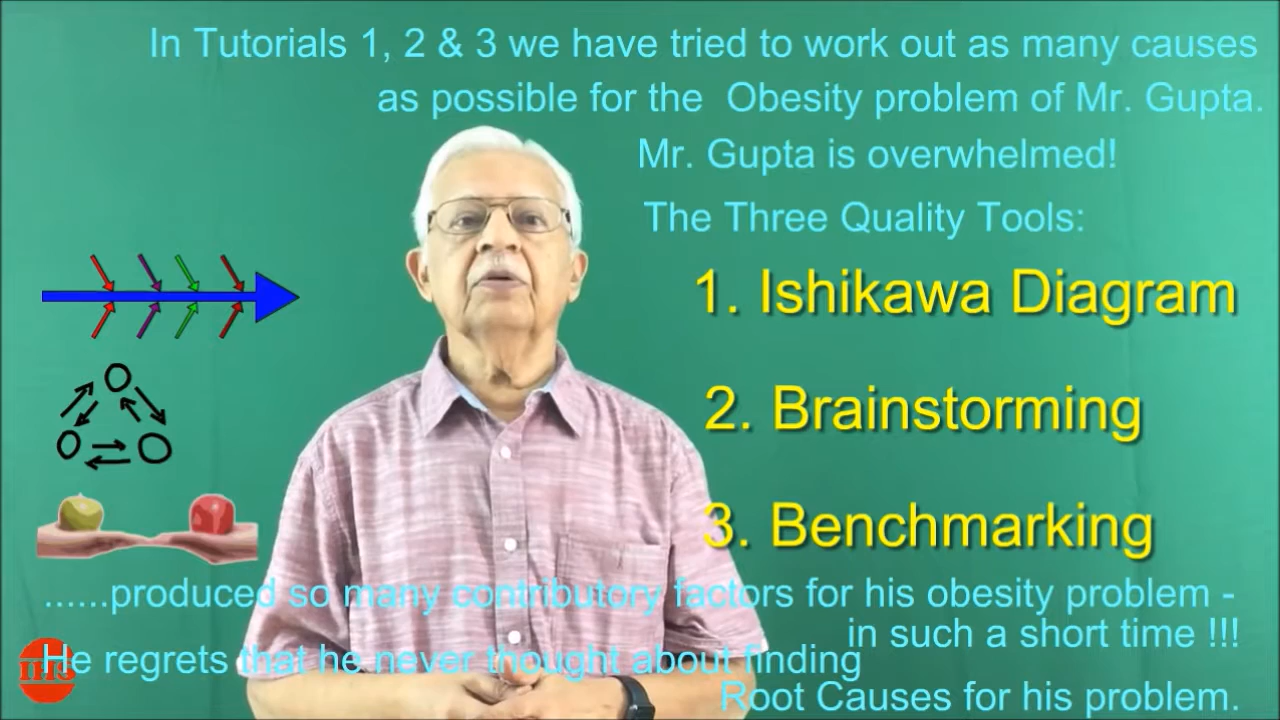 In Tutorials 1, 2 & 3 we have tried to work out as many causes
as possible for the Obesity problem of Mr. Gupta.
Mr. Gupta is overwhelmed!
The Three Quality Tools:
1. Ishikawa Diagram
2. Brainstorming
3. Benchmarking
......produced so many contributory factors for his obesity problem -
in such a short time !!!
He regrets that he never thought about finding
Root Causes for his problem.